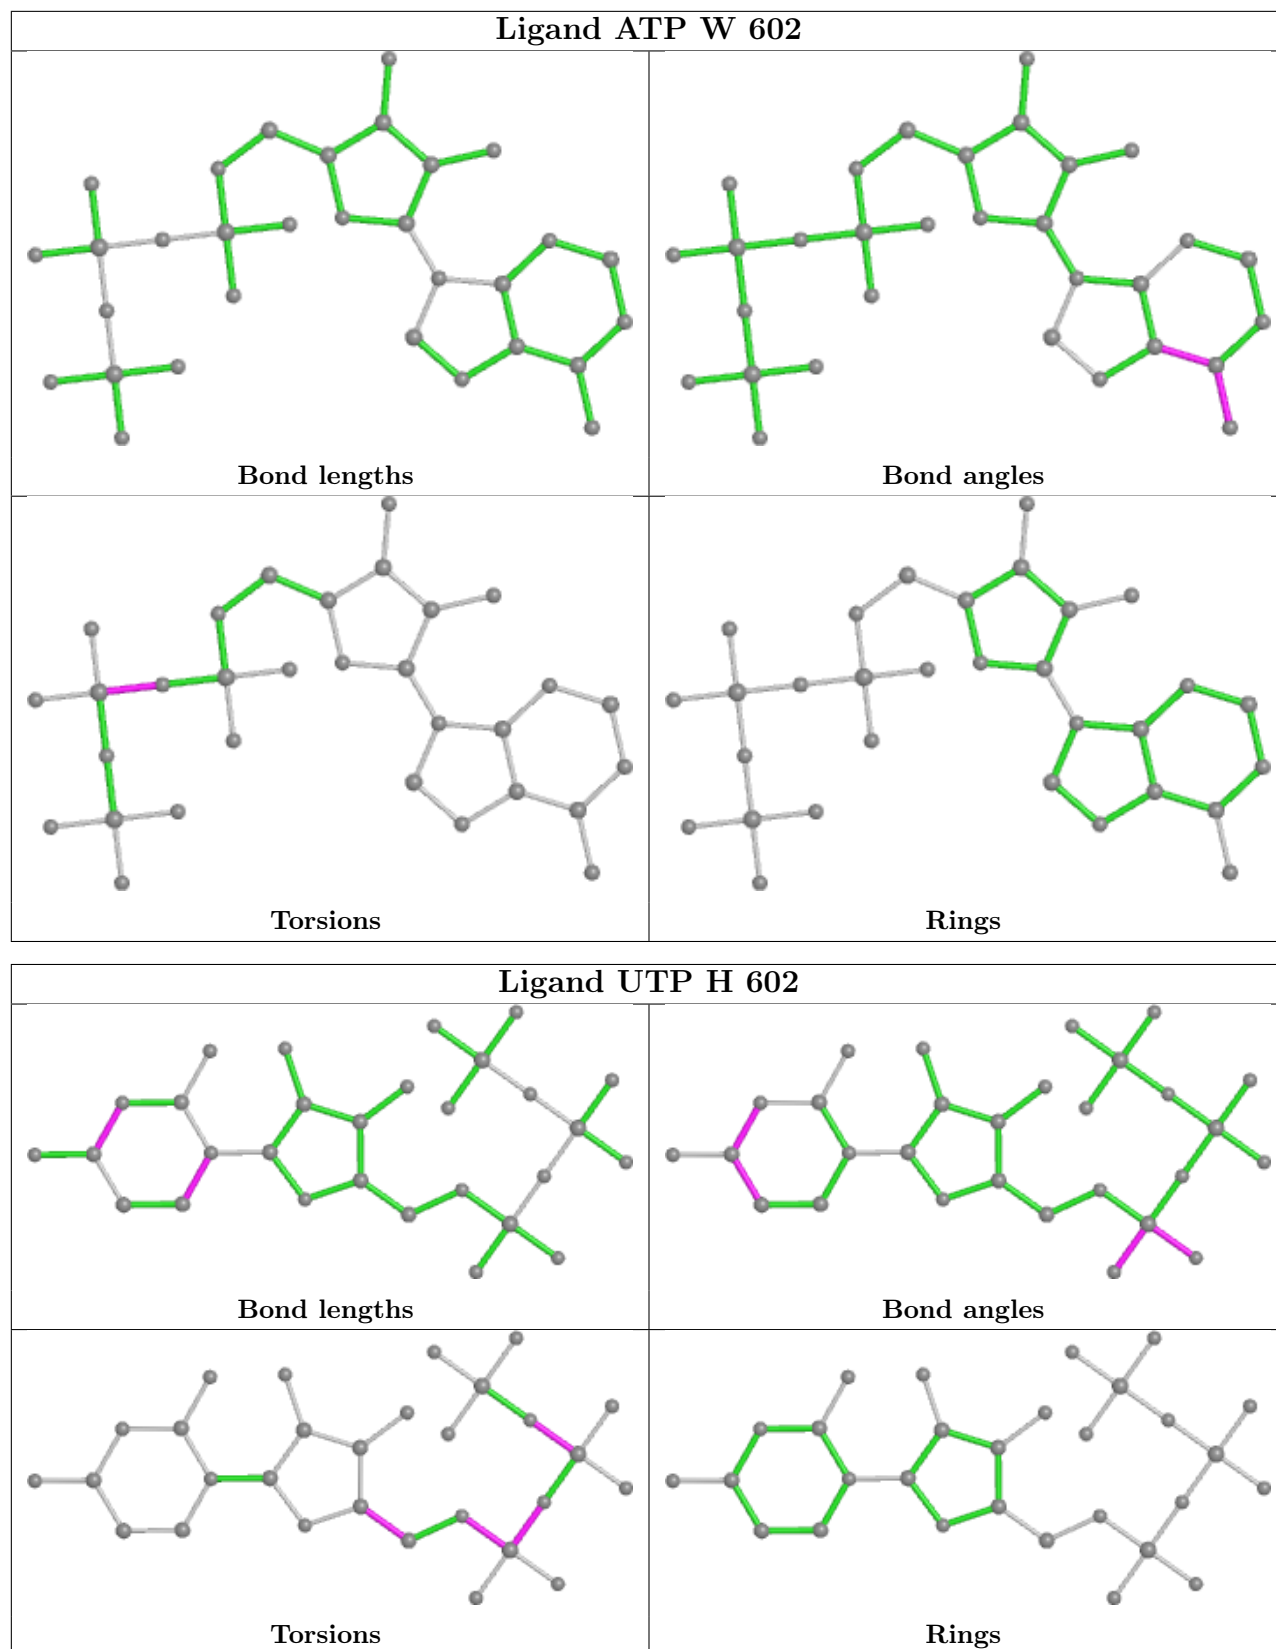 Ligand ATP W 602
Bond lengths
Bond angles
Torsions
Rings
Ligand UTP H 602
Bond lengths
Bond angles
Torsions
Rings